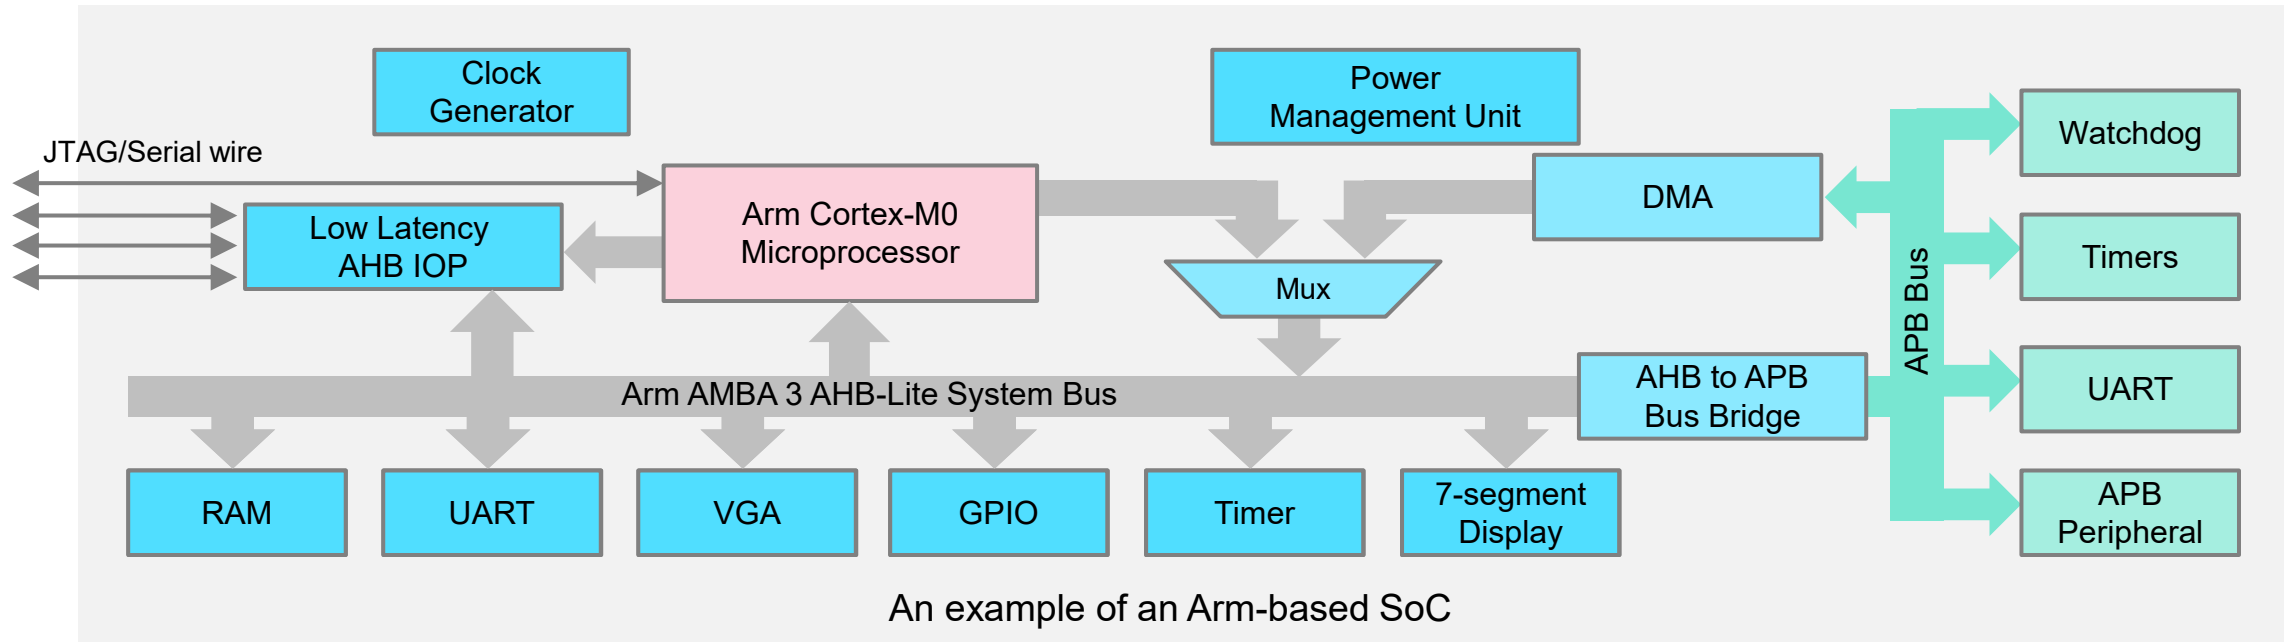 Clock
Generator
Power
Management Unit
JTAG/Serial wire
Arm Cortex-M0
Microprocessor
Low Latency
AHB IOP
DMA
Mux
Watchdog
Timers
APB Bus
UART
APB
Peripheral
AHB to APB
Bus Bridge
Arm AMBA 3 AHB-Lite System Bus
RAM
UART
VGA
GPIO
Timer
7-segment
Display
An example of an Arm-based SoC